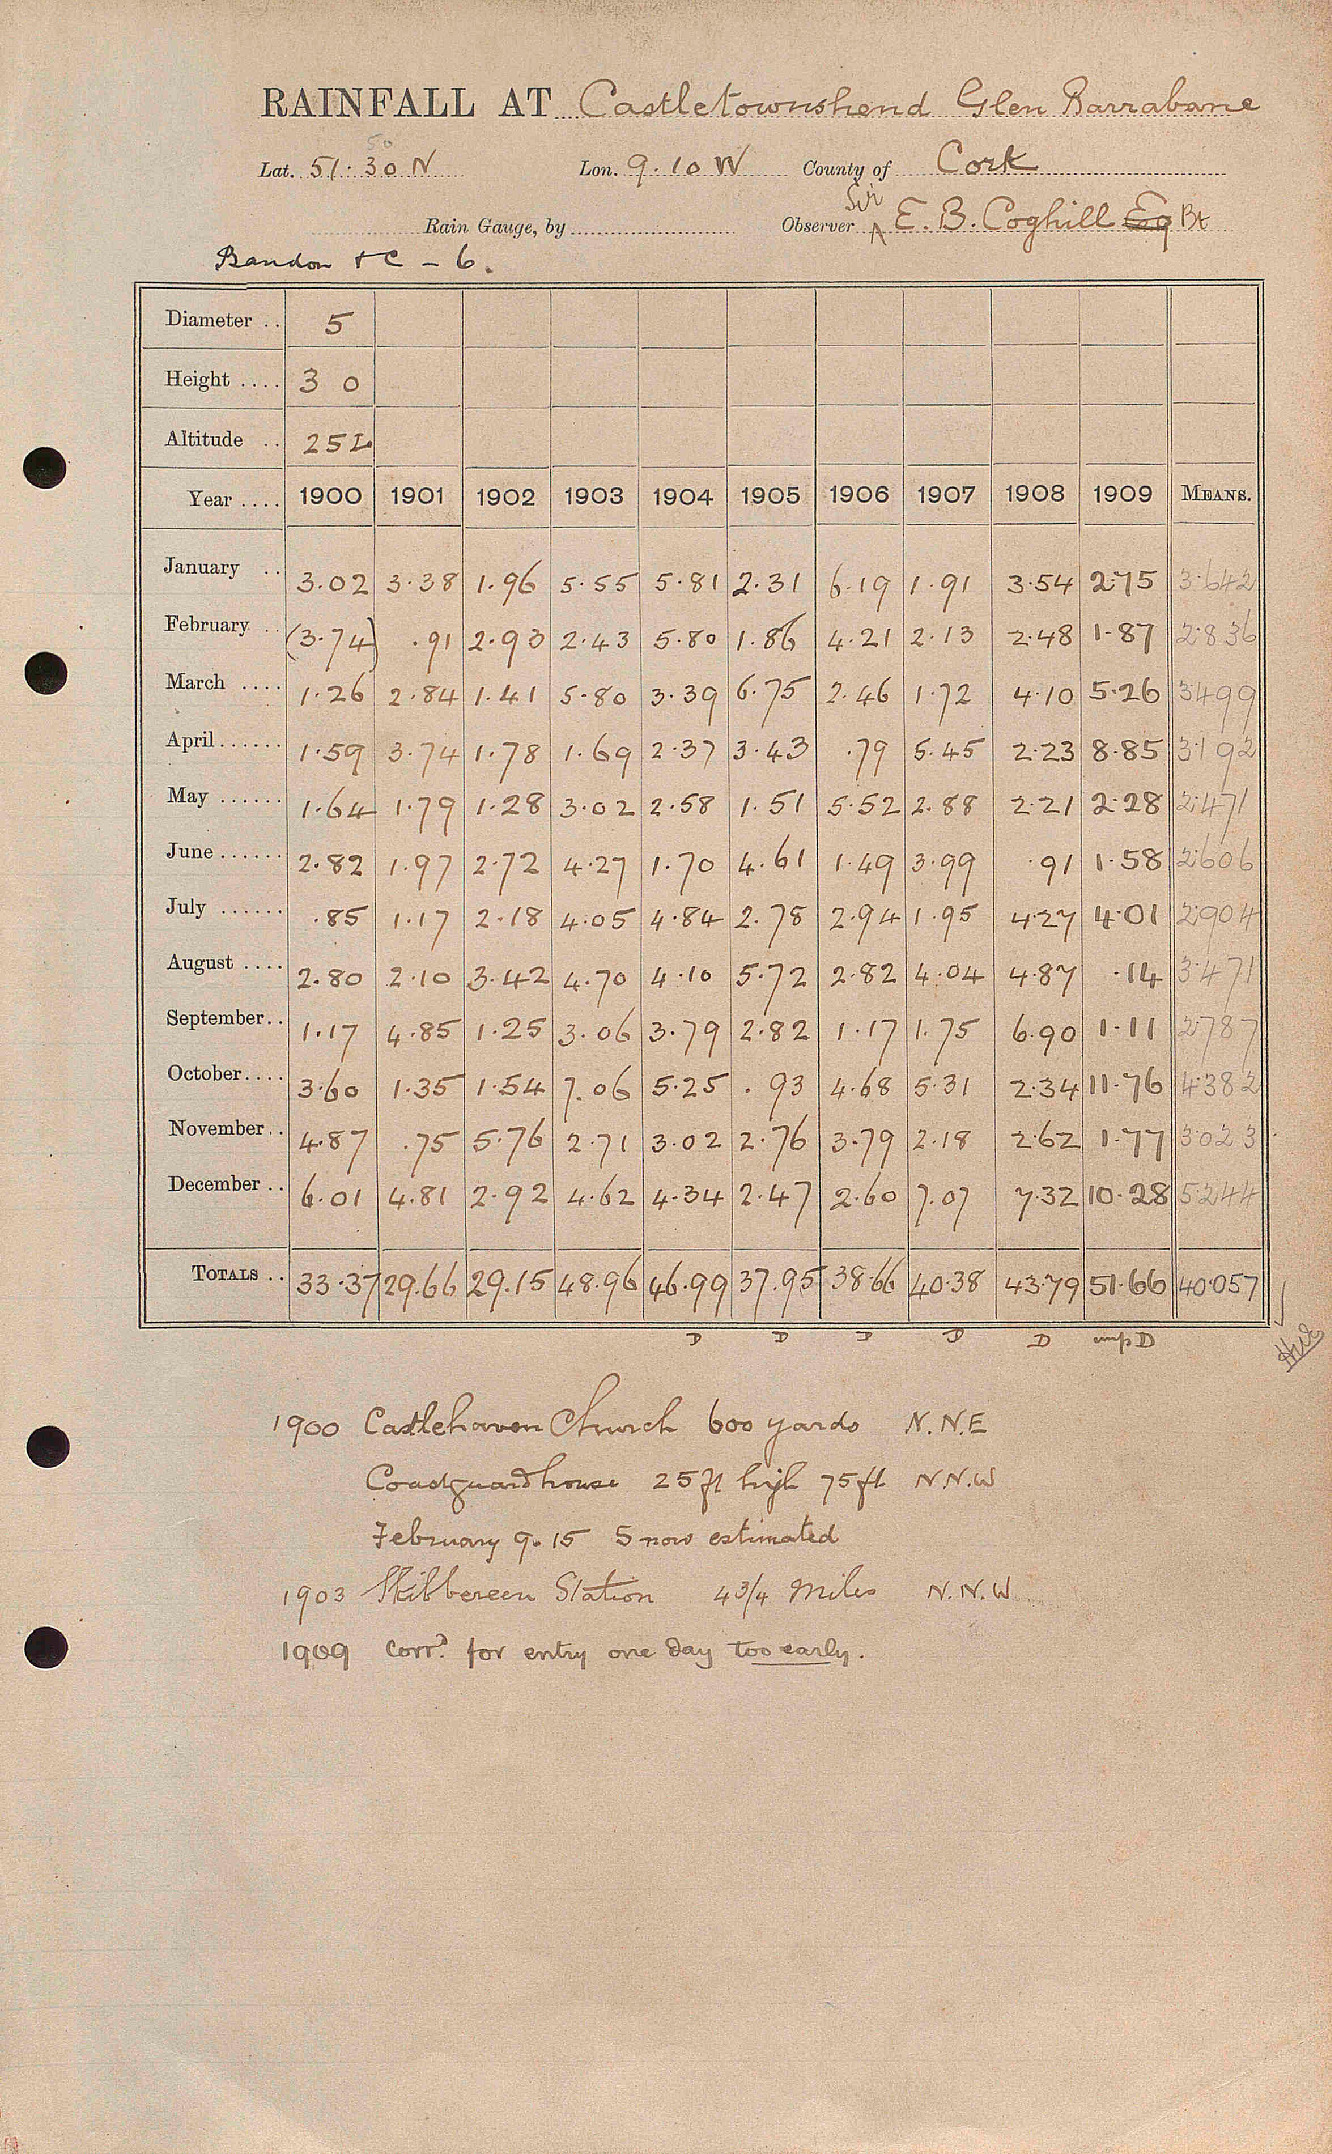 RAINFALL AT Castletownshend Glen Barrabane
50
Lat. 51.30 N Lon. 9.10 W County of Cork
Rain Gauge, by Observer Sir E. B. Coghill Eq Bt
Bandon &c - 6.
Diameter .. 5
Height .... 3 0
Altitude .. 252
Year .... 1900 1901 1902 1903 1904 1905 1906 1907 1908 1909 MEANS.
January .. 3.02 3.38 1.96 5.55 5.81 2.31 6.19 1.91 3.54 2.75 3.642
February .. (3.74) .91 2.93 2.43 5.80 1.86 4.21 2.13 2.48 1.87 2.836
March .... 1.26 2.84 1.41 5.80 3.39 6.75 2.46 1.72 4.10 5.26 3.499
April...... 1.59 3.74 1.78 1.69 2.37 3.43 .79 5.45 2.23 8.85 3.192
May ...... 1.64 1.79 1.28 3.02 2.58 1.51 5.52 2.88 2.21 2.28 2.471
June ...... 2.82 1.97 2.72 4.27 1.70 4.61 1.49 3.99 .91 1.58 2.606
July ...... .85 1.17 2.18 4.05 4.84 2.78 2.94 1.95 4.27 4.01 2.904
August .... 2.80 2.10 3.42 4.70 4.10 5.72 2.82 4.04 4.87 .14 3.471
September.. 1.17 4.85 1.25 3.06 3.79 2.82 1.17 1.75 6.90 1.11 2.787
October.... 3.60 1.35 1.54 7.06 5.25 .93 4.68 5.31 2.34 11.76 4.382
November.. 4.87 .75 5.76 2.71 3.02 2.76 3.79 2.18 2.62 1.77 3.023
December .. 6.01 4.81 2.92 4.62 4.34 2.47 2.60 7.07 7.32 10.28 5.244
TOTALS .. 33.37 29.66 29.15 48.96 46.99 37.95 38.66 40.38 43.79 51.66 40.057
D D D D D D
1900 Castlehaven Church 600 yards N.N.E
Coastguard house 25 ft high 75 ft N.N.W
February 9.15 Snow estimated
1903 Skibbereen Station 4 3/4 Miles N.N.W.
1909 Corrd. for entry one day too early.